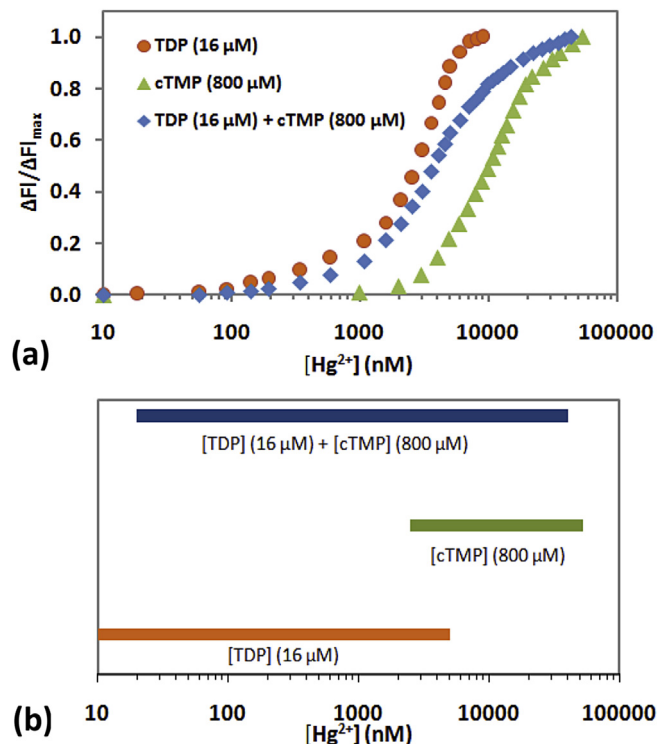 1.0
0.8
0.6
0.4
0.2
0.0
ΔFI/ΔFI max
TDP (16 µM)
cTMP (800 µM)
TDP (16 µM) + cTMP (800 µM)
10 100 1000 10000 100000
[Hg2+] (nM)
(a)
[TDP] (16 µM) + [cTMP] (800 µM)
[cTMP] (800 µM)
[TDP] (16 µM)
10 100 1000 10000 100000
[Hg2+] (nM)
(b)